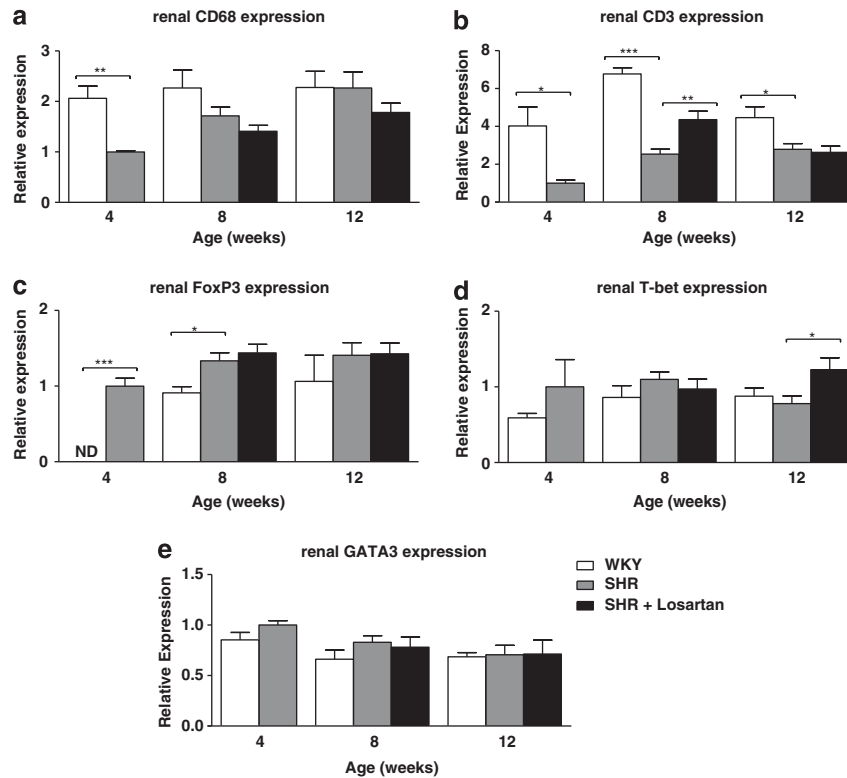 a
renal CD68 expression
Relative expression
3
2
1
0
**
4
8
12
Age (weeks)
b
renal CD3 expression
Relative Expression
8
6
4
2
0
*
***
**
*
4
8
12
Age (weeks)
c
renal FoxP3 expression
Relative expression
2
1
0
***
*
ND
4
8
12
Age (weeks)
d
renal T-bet expression
Relative expression
2
1
0
*
4
8
12
Age (weeks)
e
renal GATA3 expression
Relative Expression
1.5
1.0
0.5
0.0
4
8
12
Age (weeks)
WKY
SHR
SHR + Losartan